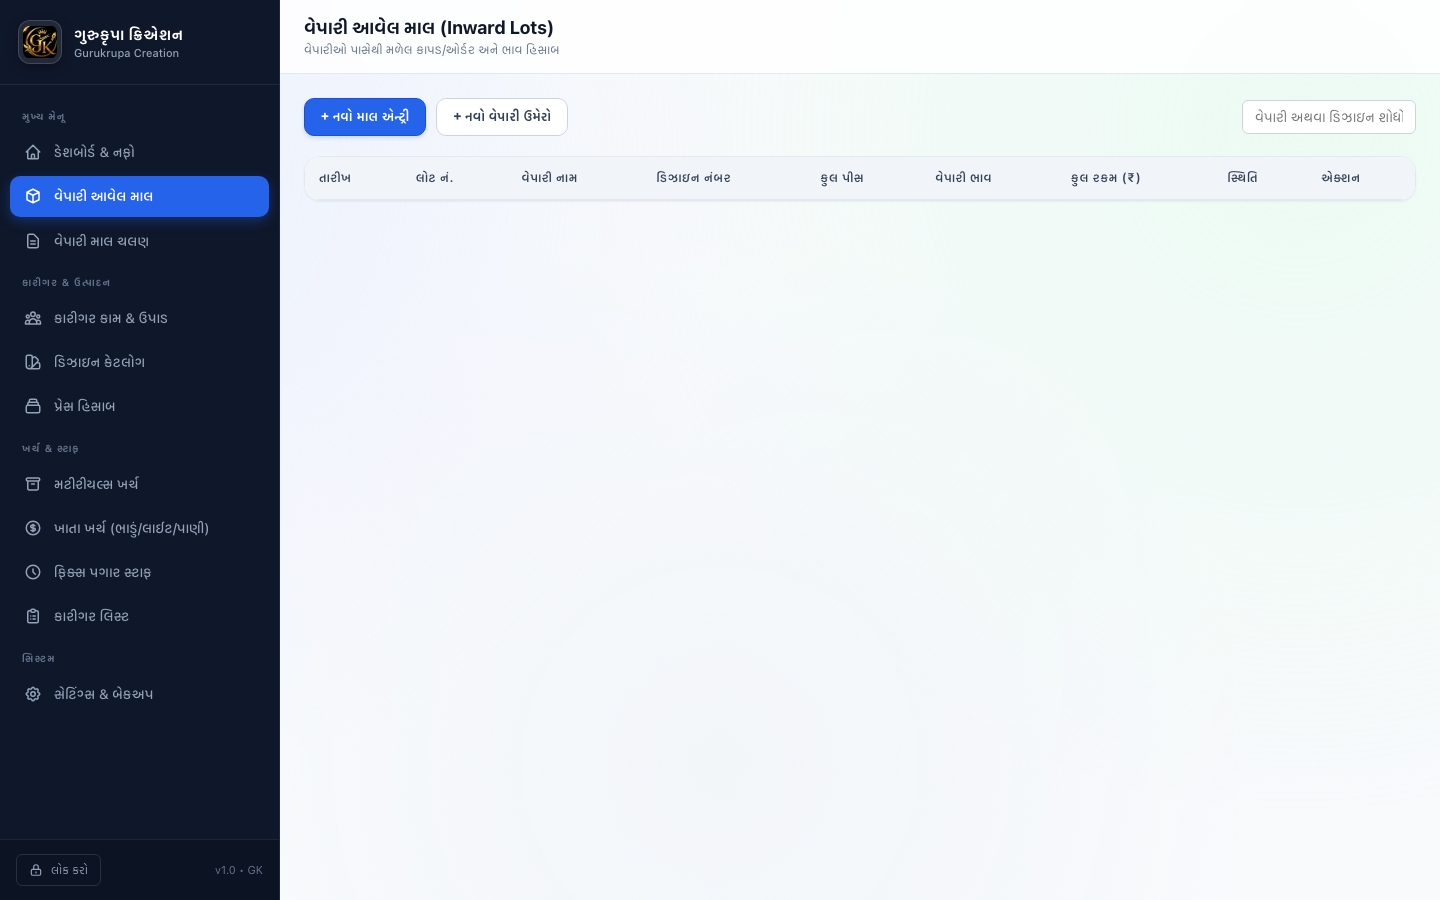 ગુરુકૃપા ક્રિએશન
Gurukrupa Creation
મુખ્ય મેનૂ
ડેશબોર્ડ & નફો
વેપારી આવેલ માલ
વેપારી માલ ચલણ
કારીગર & ઉત્પાદન
કારીગર કામ & ઉપાડ
ડિઝાઇન કેટલોગ
પ્રેસ હિસાબ
ખર્ચ & સ્ટાફ
મટીરીયલ્સ ખર્ચ
ખાતા ખર્ચ (ભાડું/લાઈટ/પાણી)
ફિક્સ પગાર સ્ટાફ
કારીગર લિસ્ટ
સિસ્ટમ
સેટિંગ્સ & બેકઅપ
લોક કરો
v1.0 • GK
વેપારી આવેલ માલ (Inward Lots)
વેપારીઓ પાસેથી મળેલ કાપડ/ઓર્ડર અને ભાવ હિસાબ
+ નવો માલ એન્ટ્રી
+ નવો વેપારી ઉમેરો
વેપારી અથવા ડિઝાઇન શોધો
તારીખ લોટ નં. વેપારી નામ ડિઝાઇન નંબર કુલ પીસ વેપારી ભાવ કુલ રકમ (₹) સ્થિતિ એક્શન